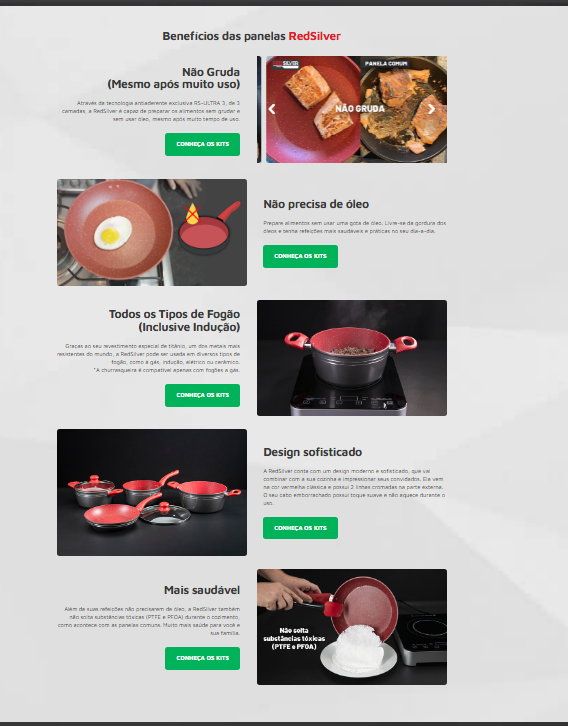 Benefícios das panelas RedSilver
Não Gruda
(Mesmo após muito uso)
Através da tecnologia antiaderente exclusiva RS-ULTRA 3, de 3
camadas, a RedSilver é capaz de preparar os alimentos sem grudar e
sem usar óleo, mesmo após muito tempo de uso.
CONHEÇA OS KITS
SILVER
PANELA COMUM
NÃO GRUDA
Não precisa de óleo
Prepare alimentos sem usar uma gota de óleo. Livre-se da gordura dos
óleos e tenha refeições mais saudáveis e práticas no seu dia-a-dia.
CONHEÇA OS KITS
Todos os Tipos de Fogão
(Inclusive Indução)
Graças ao seu revestimento especial de titânio, um dos metais mais
resistentes do mundo, a RedSilver pode ser usada em diversos tipos de
fogão, como à gás, indução, elétrico ou cerâmico.
*A churrasqueira é compatível apenas com fogões a gás.
CONHEÇA OS KITS
Design sofisticado
A RedSilver conta com um design moderno e sofisticado, que vai
combinar com a sua cozinha e impressionar seus convidados. Ela vem
na cor vermelha clássica e possui 2 linhas cromadas na parte externa.
O seu cabo emborrachado possui toque suave e não aquece durante o
uso.
CONHEÇA OS KITS
Mais saudável
Além de suas refeições não precisarem de óleo, a RedSilver também
não solta substâncias tóxicas (PTFE e PFOA) durante o cozimento,
como acontece com as panelas comuns. Muito mais saúde para você e
sua família.
CONHEÇA OS KITS
Não solta
substâncias tóxicas
(PTFE e PFOA)